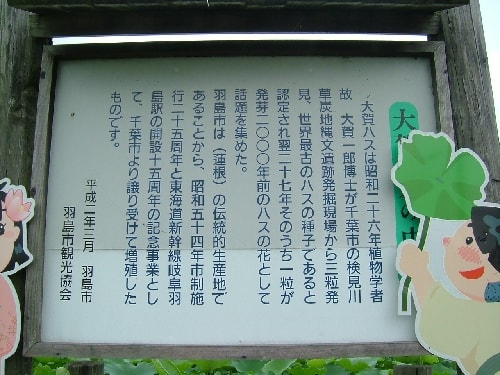 大賀
大賀ハスは昭和二十六年植物学者
故 大賀一郎博士が千葉市の検見川
草炭地縄文遺跡発掘現場から三粒発
見、世界最古のハスの種子であると
認定され翌二十七年そのうち一粒が
発芽二〇〇〇年前のハスの花として
話題を集めた。
羽島市は(蓮根)の伝統的生産地で
あることから、昭和五十四年市制施
行二十五周年と東海道新幹線岐阜羽
島駅の開設十五周年の記念事業とし
て、千葉市より譲り受けて増殖した
ものです。
平成二年三月 羽島市
羽島市観光協会